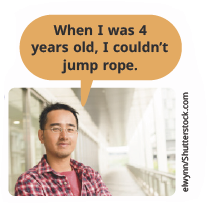 When I was 4
years old, I couldn't
jump rope.
elwynn/Shutterstock.com